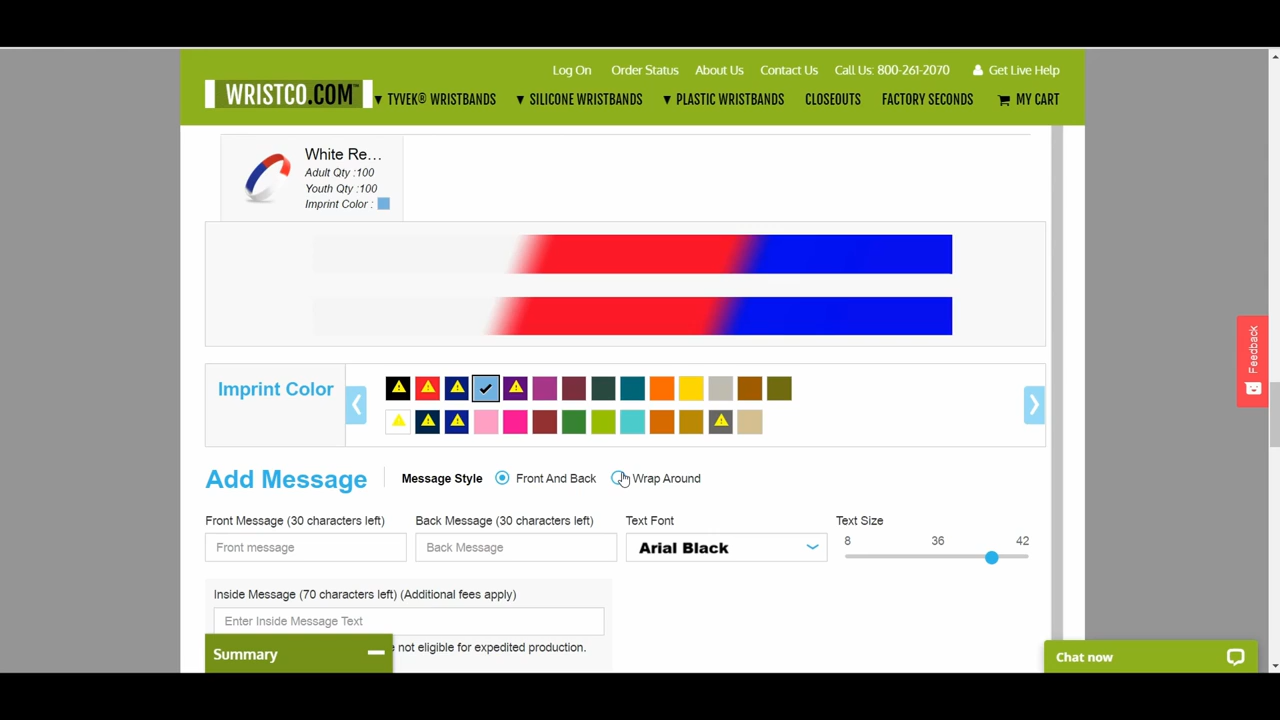 Log On Order Status About Us Contact Us Call Us: 800-261-2070 Get Live Help
WRISTCO.COM™ ▼ TYVEK® WRISTBANDS ▼ SILICONE WRISTBANDS ▼ PLASTIC WRISTBANDS CLOSEOUTS FACTORY SECONDS MY CART
White Re...
Adult Qty :100
Youth Qty :100
Imprint Color :
Feedback
Imprint Color
Add Message Message Style Front And Back Wrap Around
Front Message (30 characters left) Back Message (30 characters left) Text Font Text Size
8 36 42
Front message Back Message Arial Black
Inside Message (70 characters left) (Additional fees apply)
Enter Inside Message Text
not eligible for expedited production.
Summary
Chat now